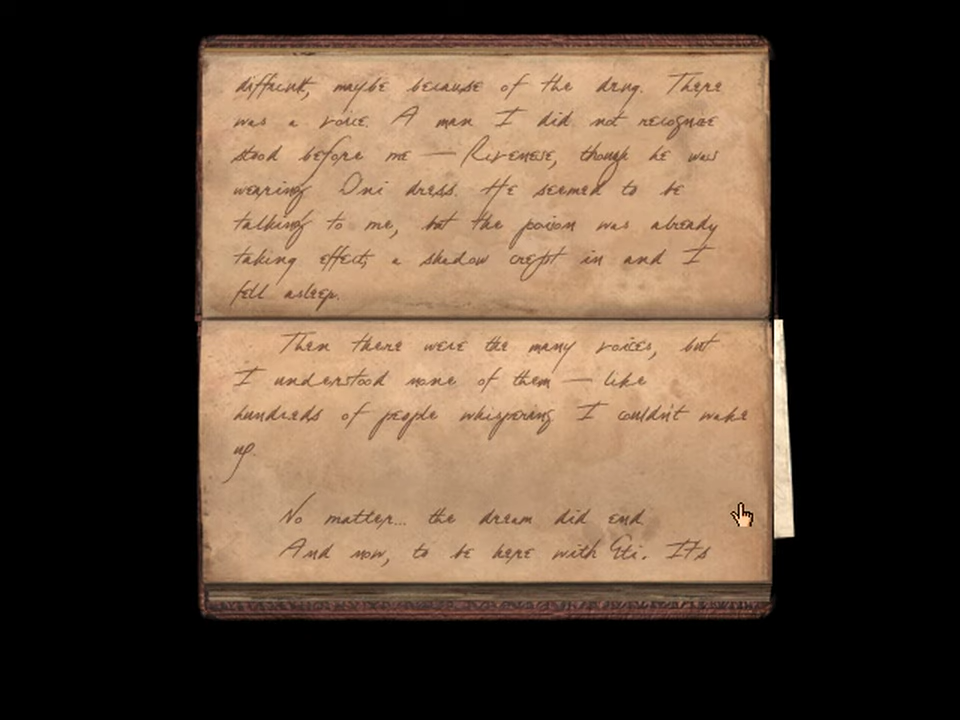 difficult, maybe because of the drug. There
was a voice. A man I did not recognize
stood before me — Rivenese, though he was
wearing Oni dress. He seemed to be
talking to me, but the poison was already
taking effect, a shadow crept in and I
fell asleep.
Then there were the many voices, but
I understood none of them — like
hundreds of people whispering I couldn't wake
up.
No matter... the dream did end
And now, to be here with Eti. It's